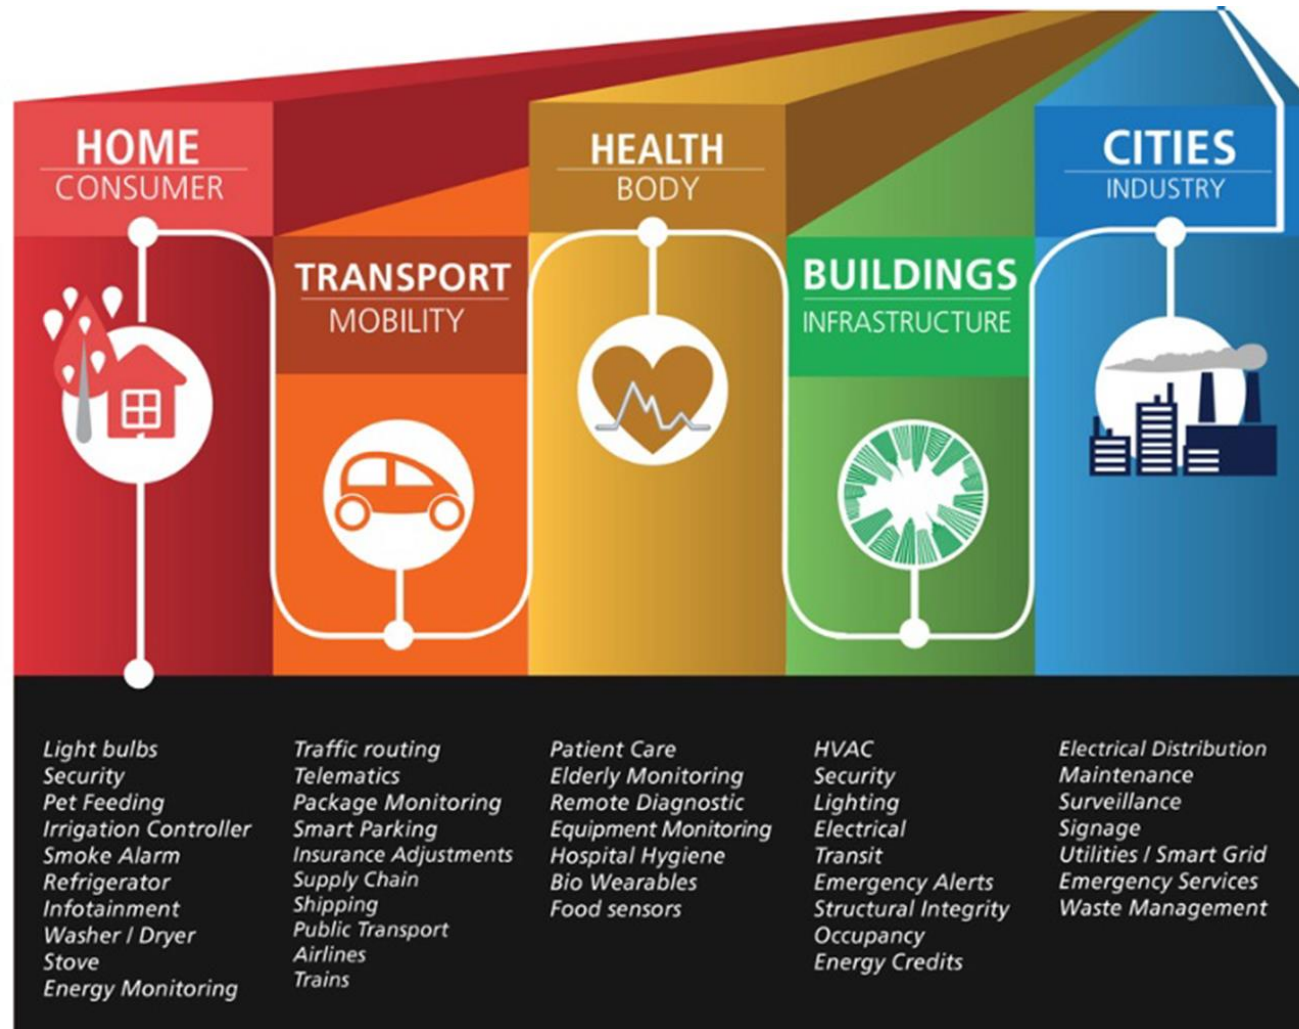 HOME
CONSUMER
TRANSPORT
MOBILITY
HEALTH
BODY
BUILDINGS
INFRASTRUCTURE
CITIES
INDUSTRY
Light bulbs
Security
Pet Feeding
Irrigation Controller
Smoke Alarm
Refrigerator
Infotainment
Washer / Dryer
Stove
Energy Monitoring
Traffic routing
Telematics
Package Monitoring
Smart Parking
Insurance Adjustments
Supply Chain
Shipping
Public Transport
Airlines
Trains
Patient Care
Elderly Monitoring
Remote Diagnostic
Equipment Monitoring
Hospital Hygiene
Bio Wearables
Food sensors
HVAC
Security
Lighting
Electrical
Transit
Emergency Alerts
Structural Integrity
Occupancy
Energy Credits
Electrical Distribution
Maintenance
Surveillance
Signage
Utilities / Smart Grid
Emergency Services
Waste Management